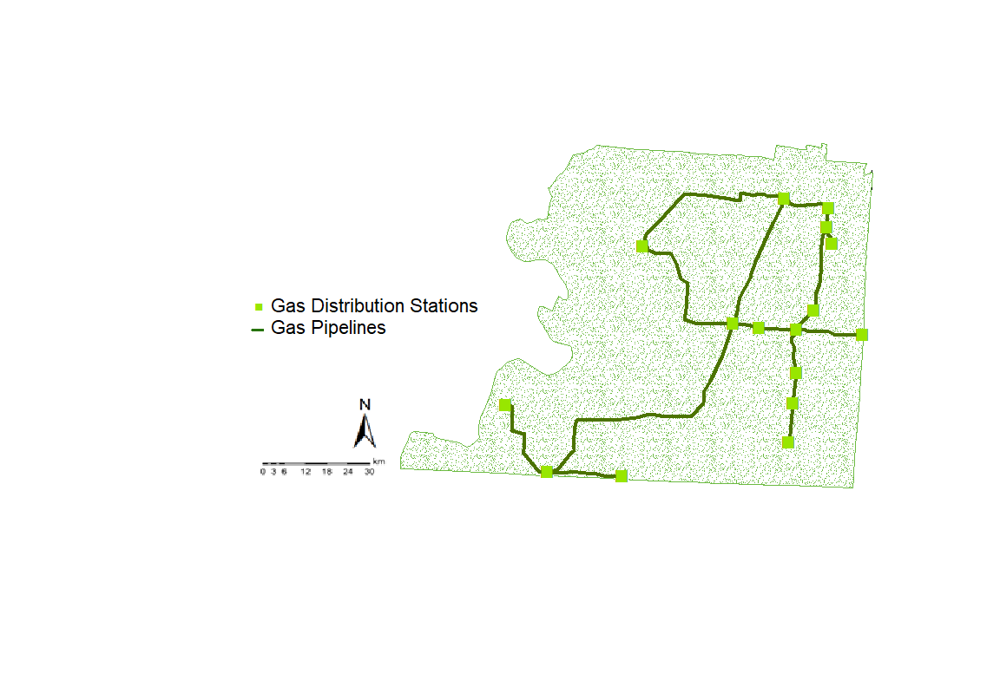 Gas Distribution Stations
Gas Pipelines
N
km
0 3 6 12 18 24 30